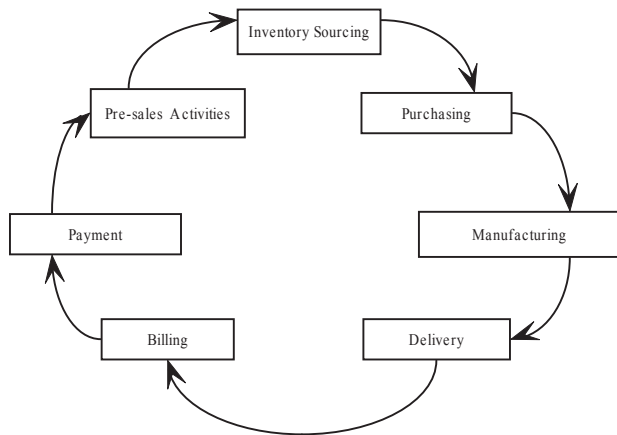 Inventory Sourcing
Pre-sales Activities
Purchasing
Payment
Manufacturing
Billing
Delivery